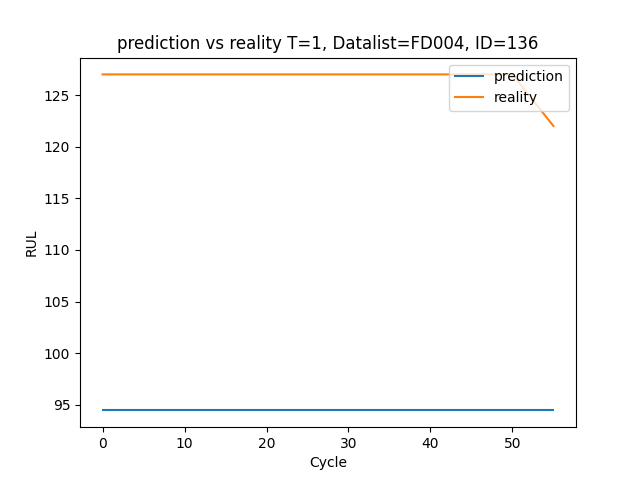 prediction vs reality T=1, Datalist=FD004, ID=136
prediction
reality
125
120
115
110
105
100
95
RUL
0 10 20 30 40 50
Cycle